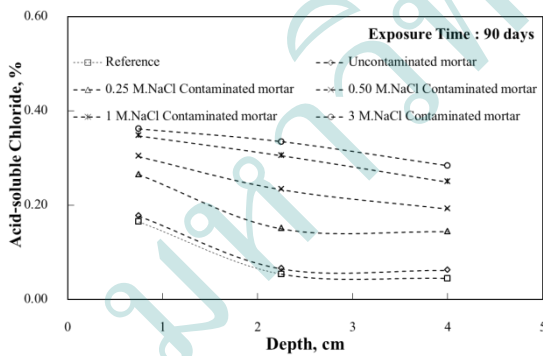 0.60
Exposure Time : 90 days
Reference
Uncontaminated mortar
0.25 M.NaCl Contaminated mortar
0.50 M.NaCl Contaminated mortar
0.40
1 M.NaCl Contaminated mortar
3 M.NaCl Contaminated mortar
Acid-soluble Chloride, %
0.20
0.00
0 1 2 3 4 5
Depth, cm